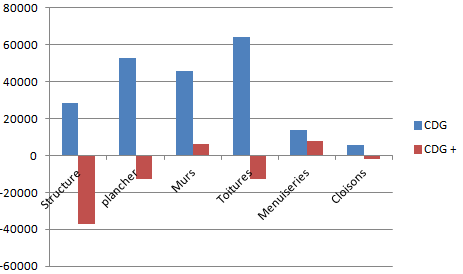 80000
60000
40000
20000
0
-20000
-40000
-60000
Structure
plancher
Murs
Toitures
Menuiseries
Cloisons
CDG
CDG +